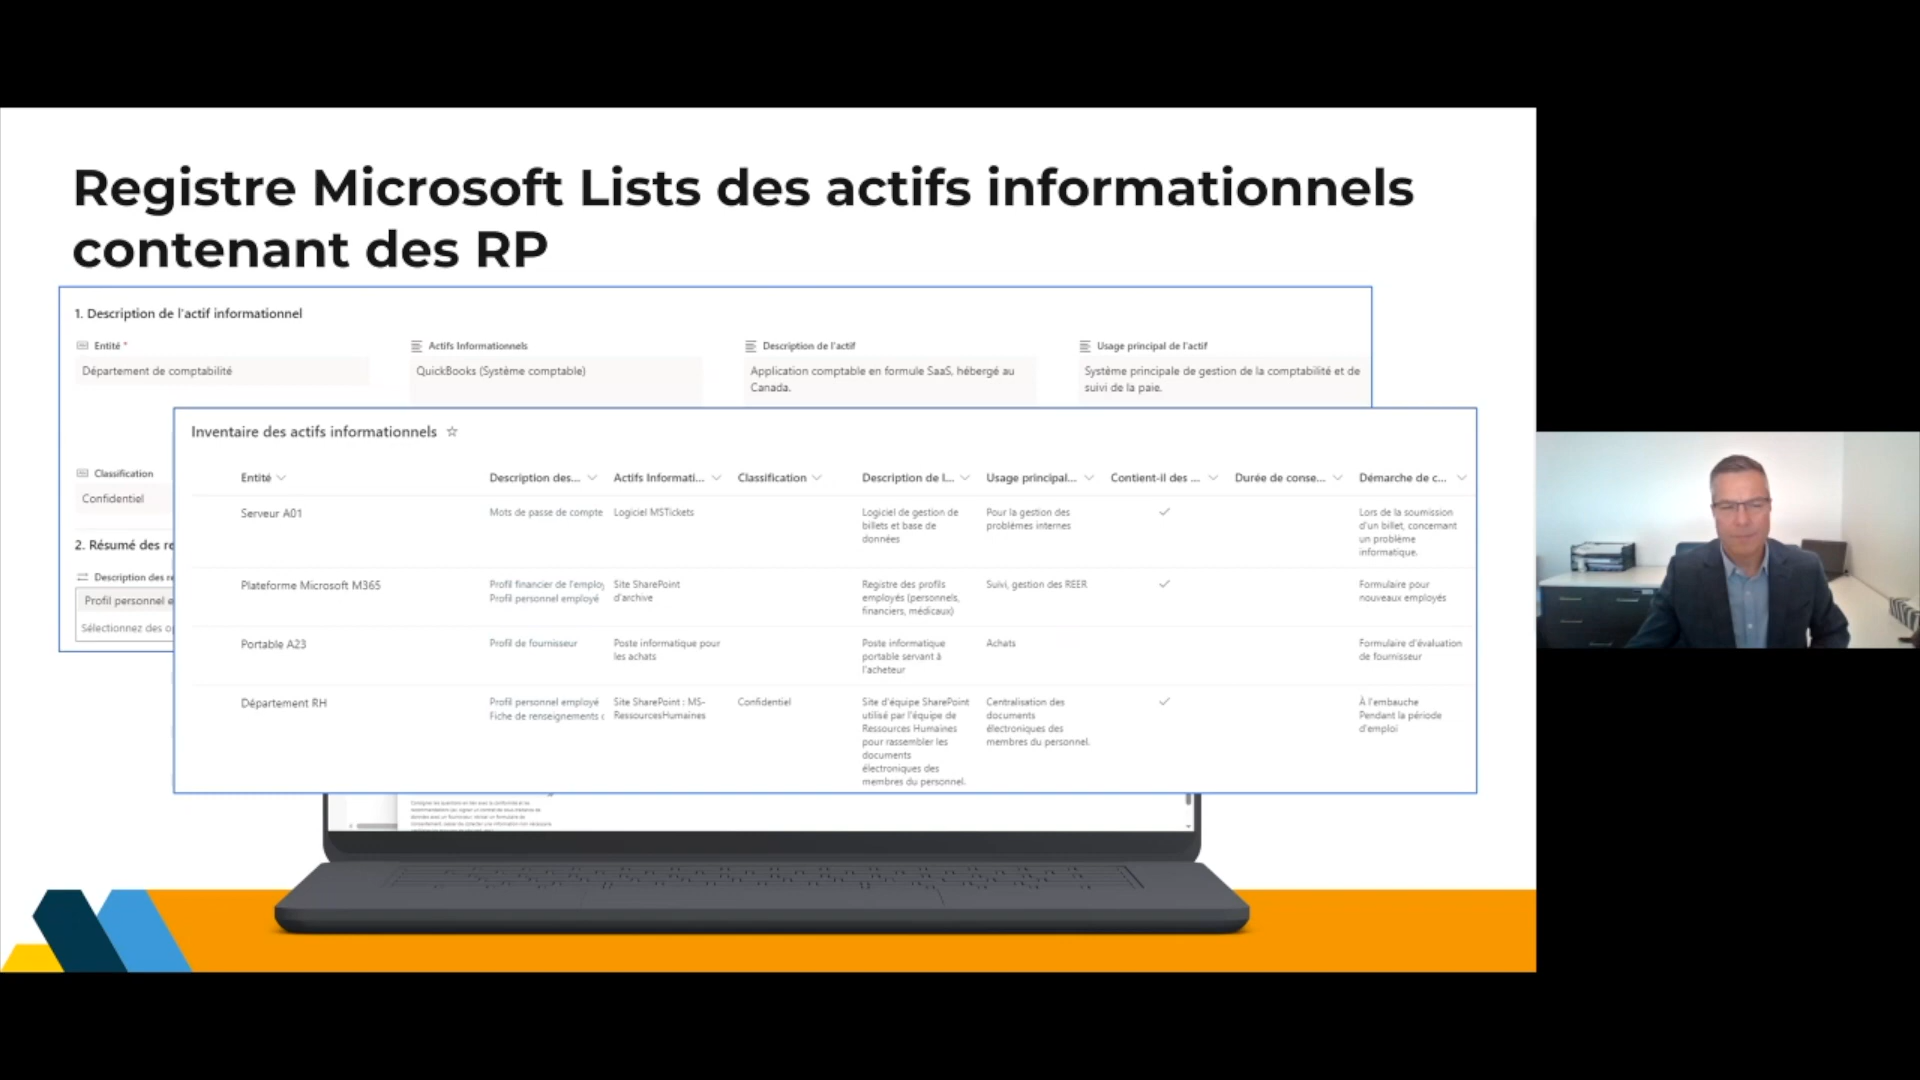 Registre Microsoft Lists des actifs informationnels
contenant des RP
1. Description de l'actif informationnel
Entité *
Actifs Informationnels
Description de l'actif
Usage principal de l'actif
Département de comptabilité
QuickBooks (Système comptable)
Application comptable en formule SaaS, hébergé au
Canada.
Système principale de gestion de la comptabilité et de
suivi de la paie.
Classification
Confidentiel
2. Résumé des re
Description des re
Profil personnel e
Sélectionnez des op
Inventaire des actifs informationnels
Entité
Description des...
Actifs Informati...
Classification
Description de l...
Usage principal...
Contient-il des ...
Durée de conse...
Démarche de c...
Serveur A01
Mots de passe de compte
Logiciel MSTickets
Logiciel de gestion de
billets et base de
données
Pour la gestion des
problèmes internes
Lors de la soumission
d'un billet, concernant
un problème
informatique.
Plateforme Microsoft M365
Profil financier de l'employ
Profil personnel employé
Site SharePoint
d'archive
Registre des profils
employés (personnels,
financiers, médicaux)
Suivi, gestion des REER
Formulaire pour
nouveaux employés
Portable A23
Profil de fournisseur
Poste informatique pour
les achats
Poste informatique
portable servant à
l'acheteur
Achats
Formulaire d'évaluation
de fournisseur
Département RH
Profil personnel employé
Fiche de renseignements c
Site SharePoint : MS-
RessourcesHumaines
Confidentiel
Site d'équipe SharePoint
utilisé par l'équipe de
Ressources Humaines
pour rassembler les
documents
électroniques des
membres du personnel.
Centralisation des
documents
électroniques des
membres du personnel.
À l'embauche
Pendant la période
d'emploi